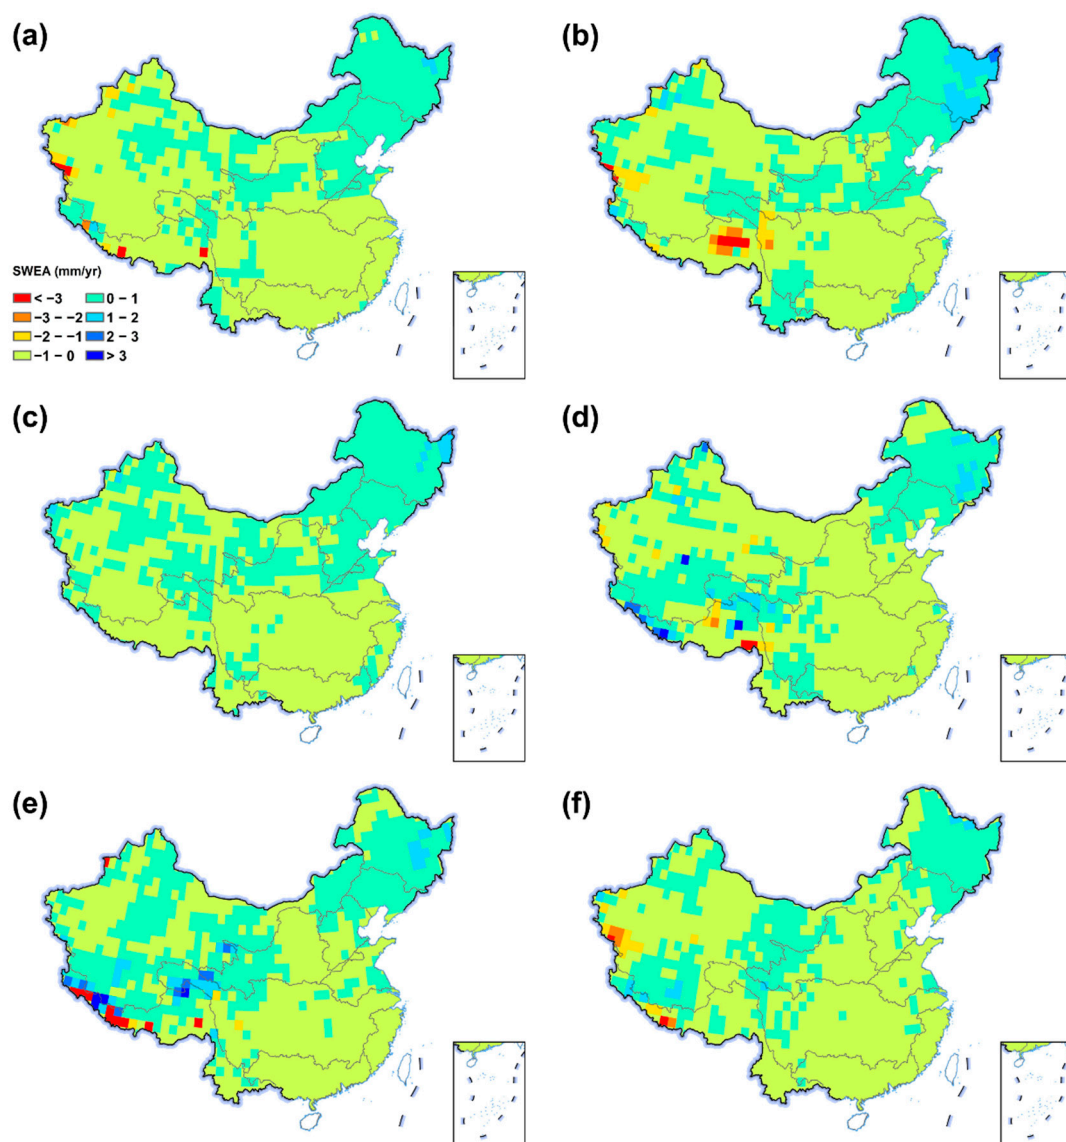 (a)
(b)
SWEA (mm/yr)
< −3
0 − 1
−3 − −2
1 − 2
−2 − −1
2 − 3
−1 − 0
> 3
(c)
(d)
(e)
(f)